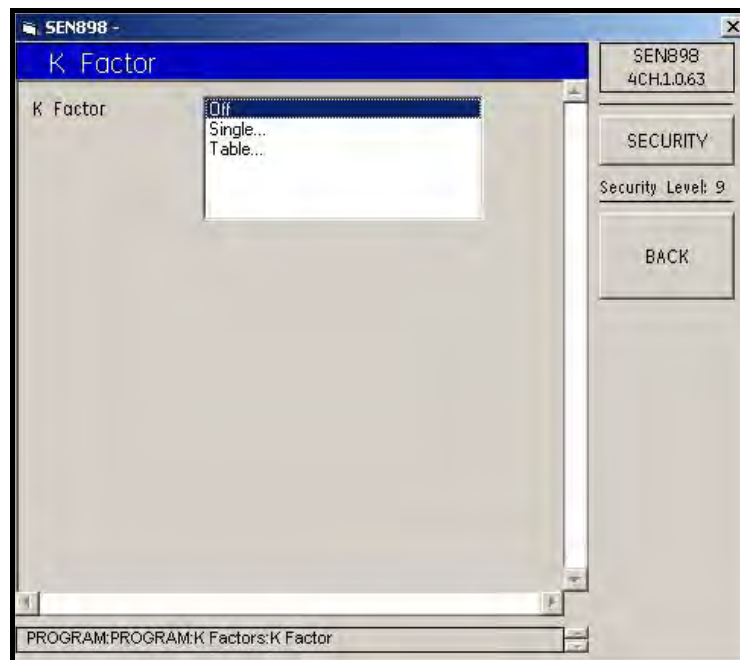 SEN898 -
K Factor
K Factor
Off
Single...
Table...
SEN898
4CH.1.0.63
SECURITY
Security Level: 9
BACK
PROGRAM:PROGRAM:K Factors:K Factor